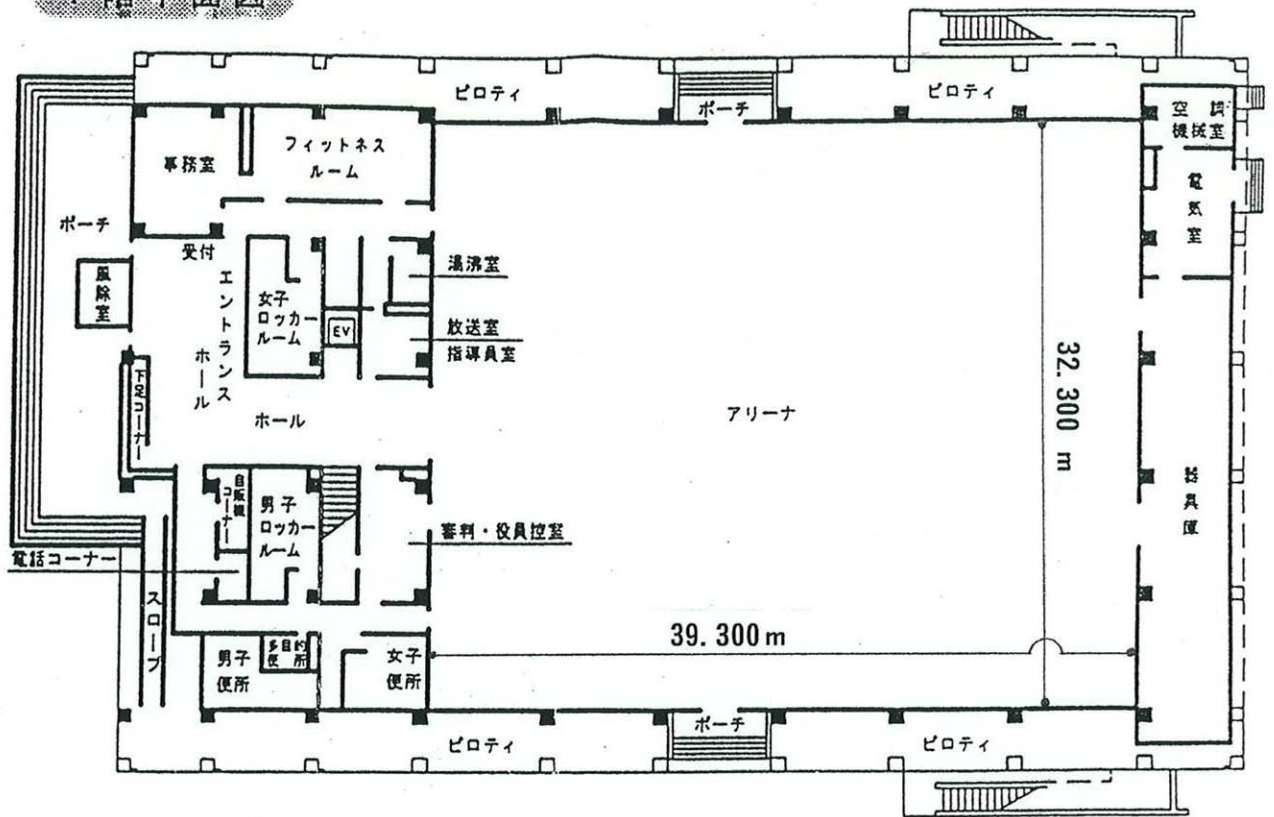 階平面図
ピロティ
ポーチ
ピロティ
空調
機械室
事務室
フィットネス
ルーム
電気室
ポーチ
受付
風除室
エントランス
ホール
女子
ロッカー
ルーム
EV
湯沸室
放送室
指導員室
下足コーナー
ホール
アリーナ
32.300 m
器具庫
自販機
コーナー
男子
ロッカー
ルーム
審判・役員控室
電話コーナー
スロープ
39.300 m
男子
便所
多目的
便所
女子
便所
ピロティ
ポーチ
ピロティ